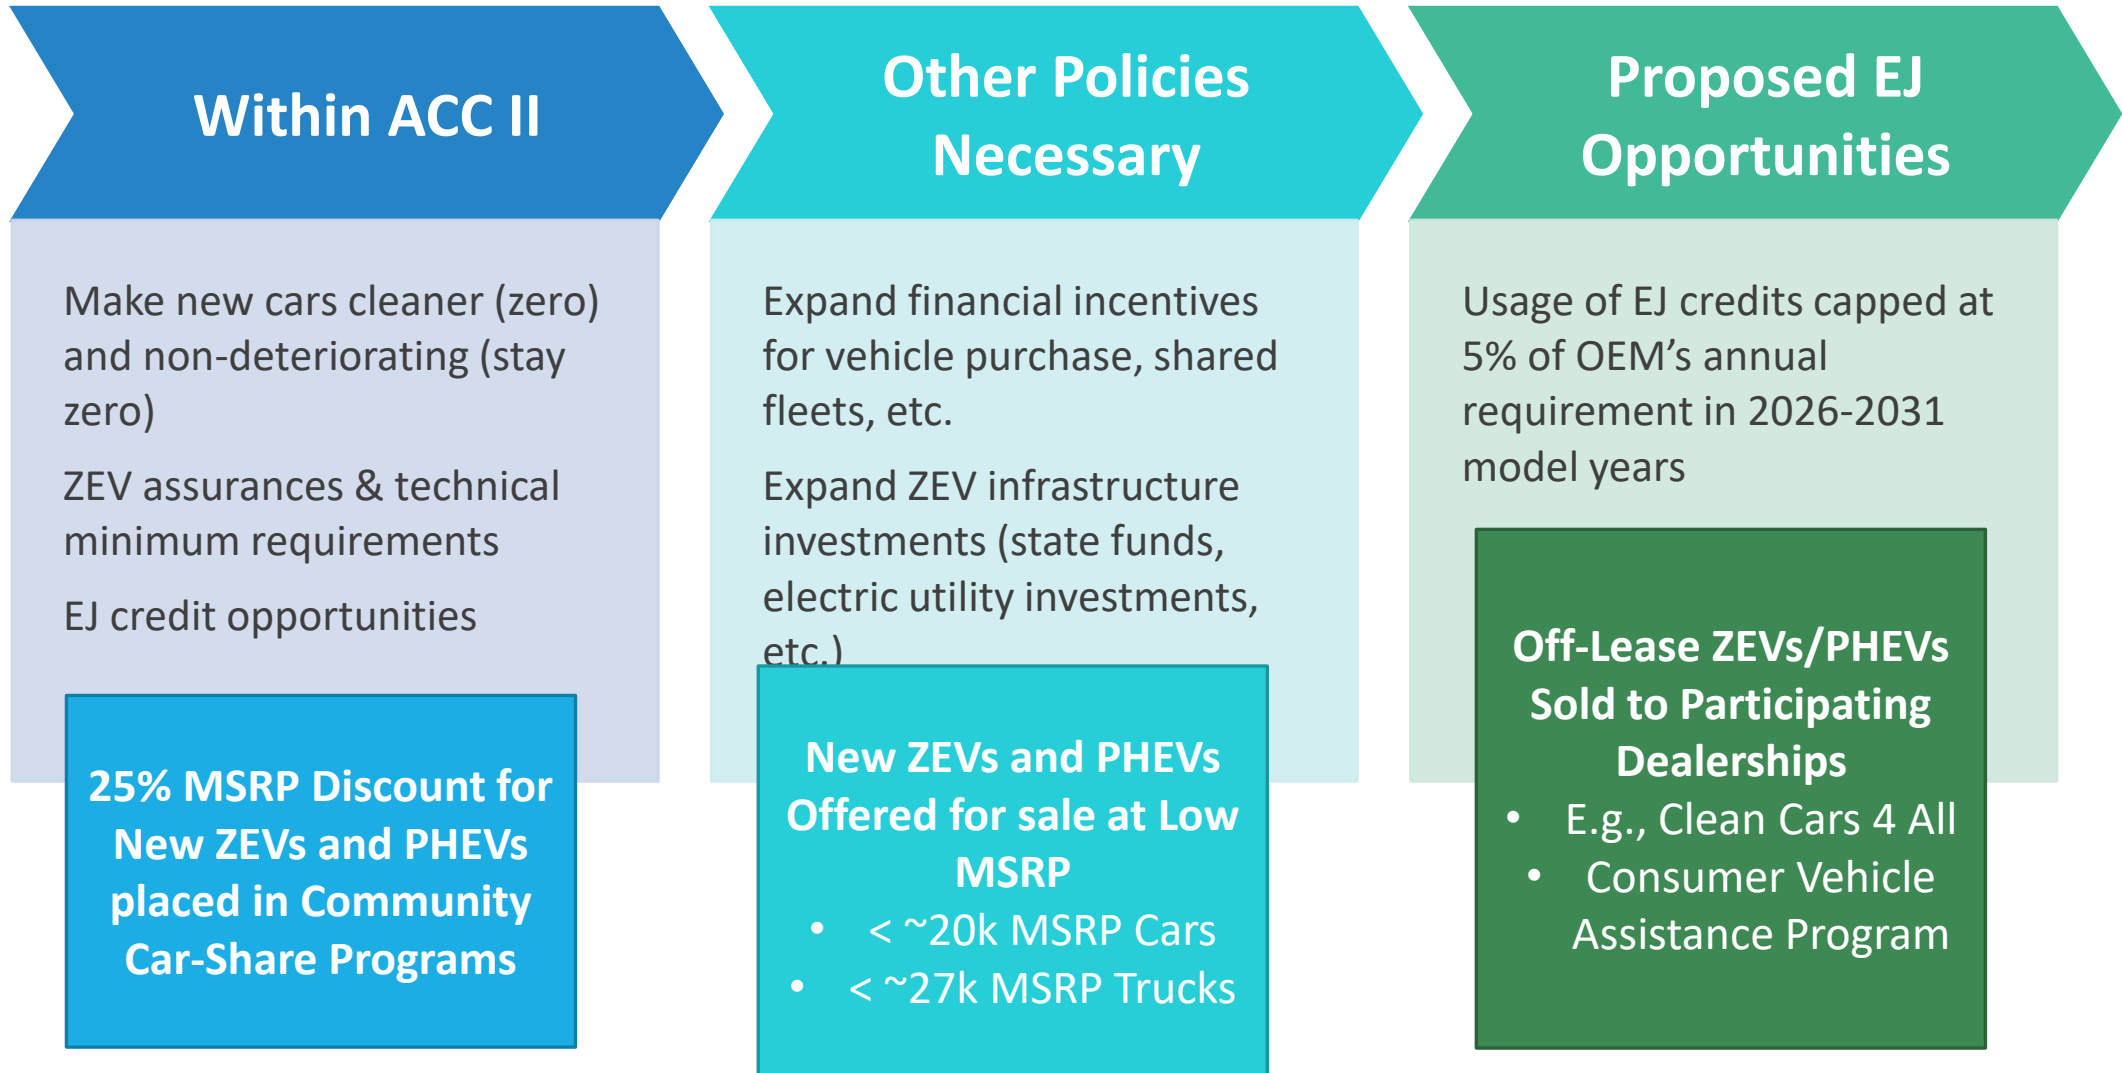 Within ACC II
Make new cars cleaner (zero)
and non-deteriorating (stay
zero)
ZEV assurances & technical
minimum requirements
EJ credit opportunities
25% MSRP Discount for
New ZEVs and PHEVs
placed in Community
Car-Share Programs
Other Policies
Necessary
Expand financial incentives
for vehicle purchase, shared
fleets, etc.
Expand ZEV infrastructure
investments (state funds,
electric utility investments,
etc.)
New ZEVs and PHEVs
Offered for sale at Low
MSRP
• < ~20k MSRP Cars
• < ~27k MSRP Trucks
Proposed EJ
Opportunities
Usage of EJ credits capped at
5% of OEM’s annual
requirement in 2026-2031
model years
Off-Lease ZEVs/PHEVs
Sold to Participating
Dealerships
• E.g., Clean Cars 4 All
• Consumer Vehicle
Assistance Program